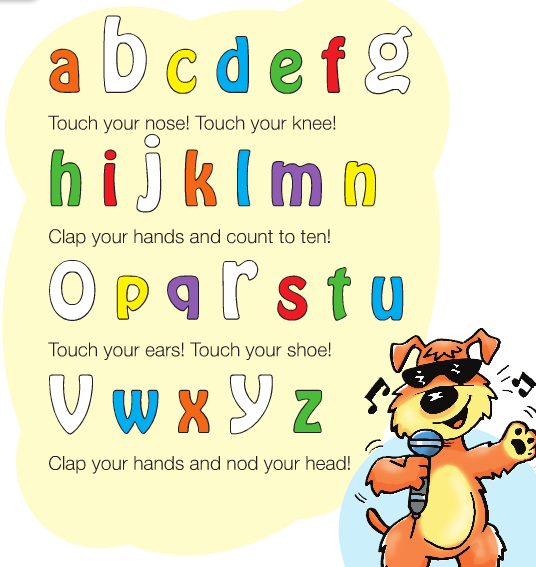 a b c d e f g
Touch your nose! Touch your knee!
h i j k l m n
Clap your hands and count to ten!
o p q r s t u
Touch your ears! Touch your shoe!
v w x y z
Clap your hands and nod your head!